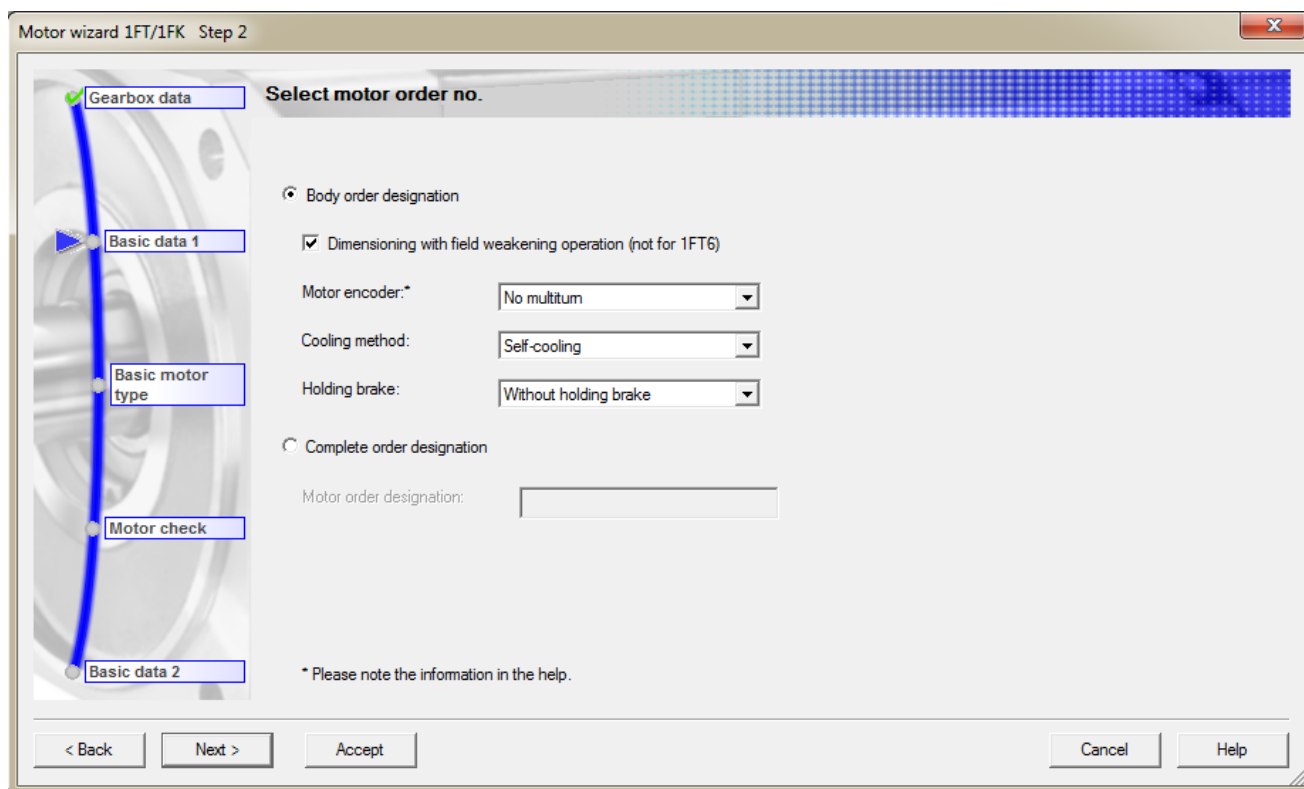 Motor wizard 1FT/1FK   Step 2
Gearbox data
Basic data 1
Basic motor
type
Motor check
Basic data 2
Select motor order no.
Body order designation
Dimensioning with field weakening operation (not for 1FT6)
Motor encoder:*
No multiturn
Cooling method:
Self-cooling
Holding brake:
Without holding brake
Complete order designation
Motor order designation:
* Please note the information in the help.
< Back
Next >
Accept
Cancel
Help